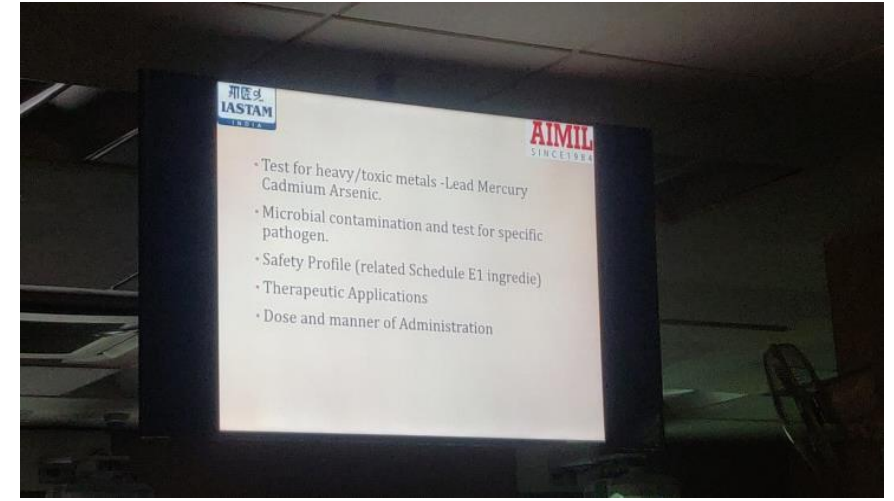 IASTAM
INDIA
AIMIL
SINCE1984
• Test for heavy/toxic metals -Lead Mercury
Cadmium Arsenic.
• Microbial contamination and test for specific
pathogen.
• Safety Profile (related Schedule E1 ingredie)
• Therapeutic Applications
• Dose and manner of Administration